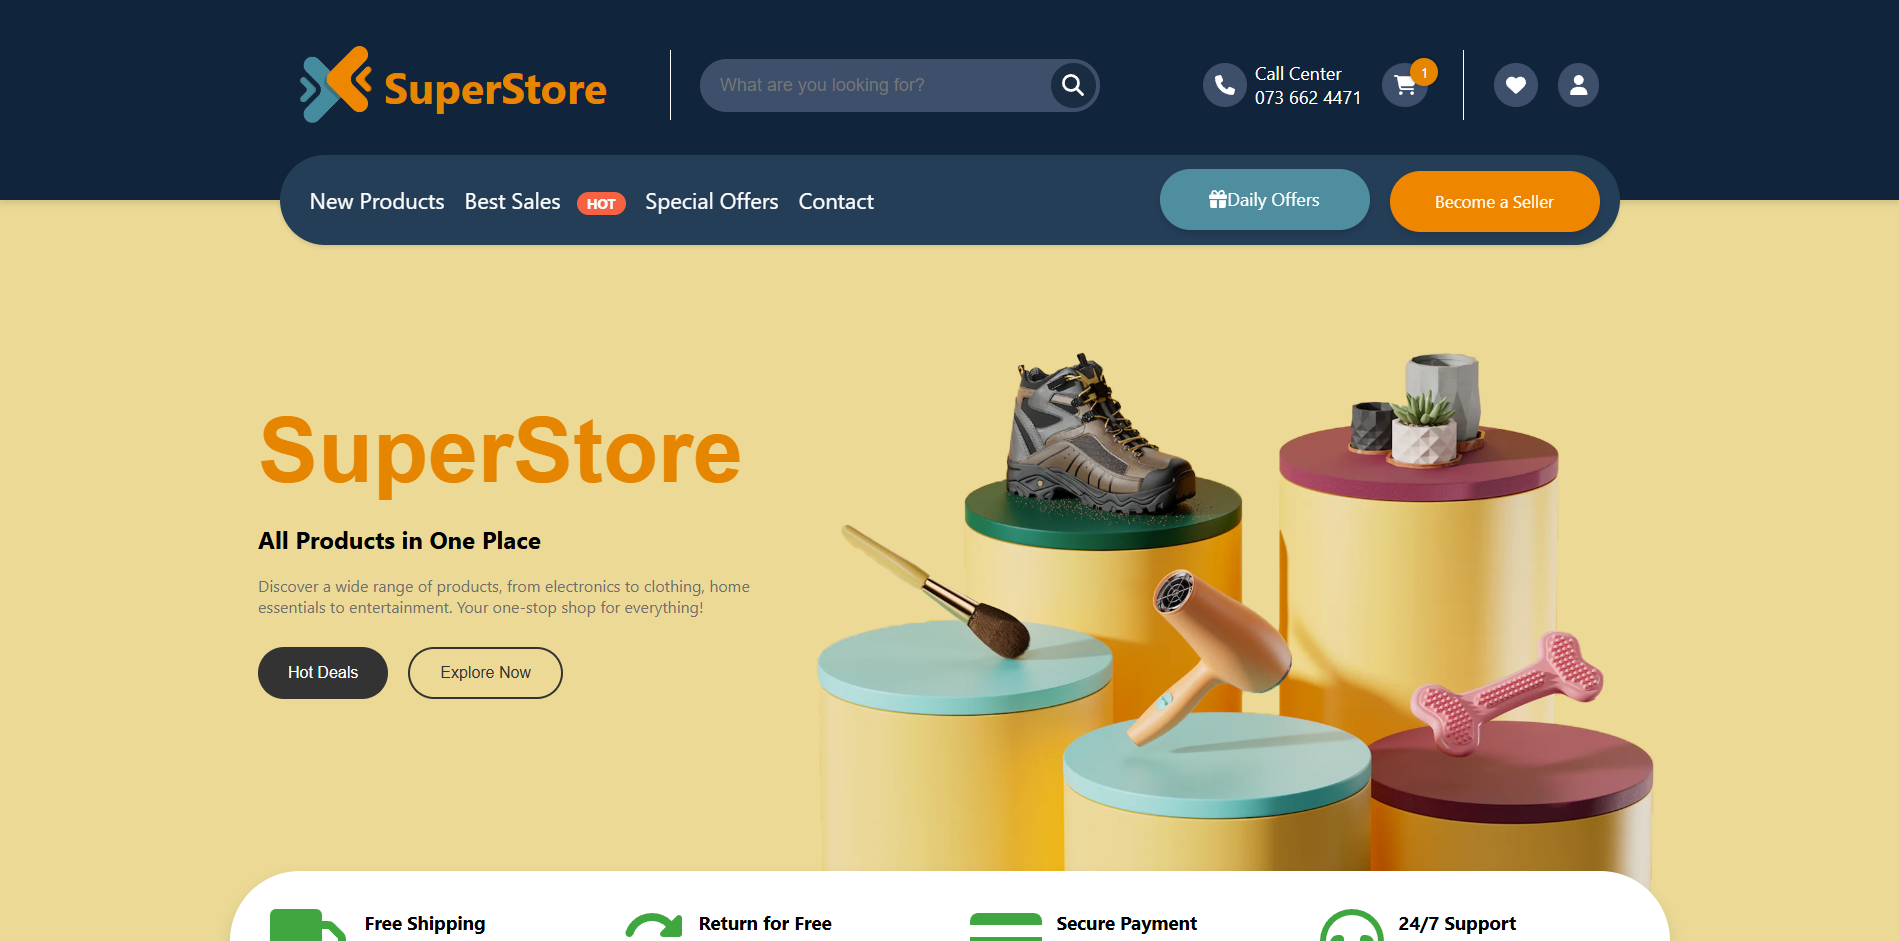 SuperStore
What are you looking for?
Call Center
073 662 4471
1
New Products
Best Sales
HOT
Special Offers
Contact
Daily Offers
Become a Seller
SuperStore
All Products in One Place
Discover a wide range of products, from electronics to clothing, home
essentials to entertainment. Your one-stop shop for everything!
Hot Deals
Explore Now
Free Shipping
Return for Free
Secure Payment
24/7 Support